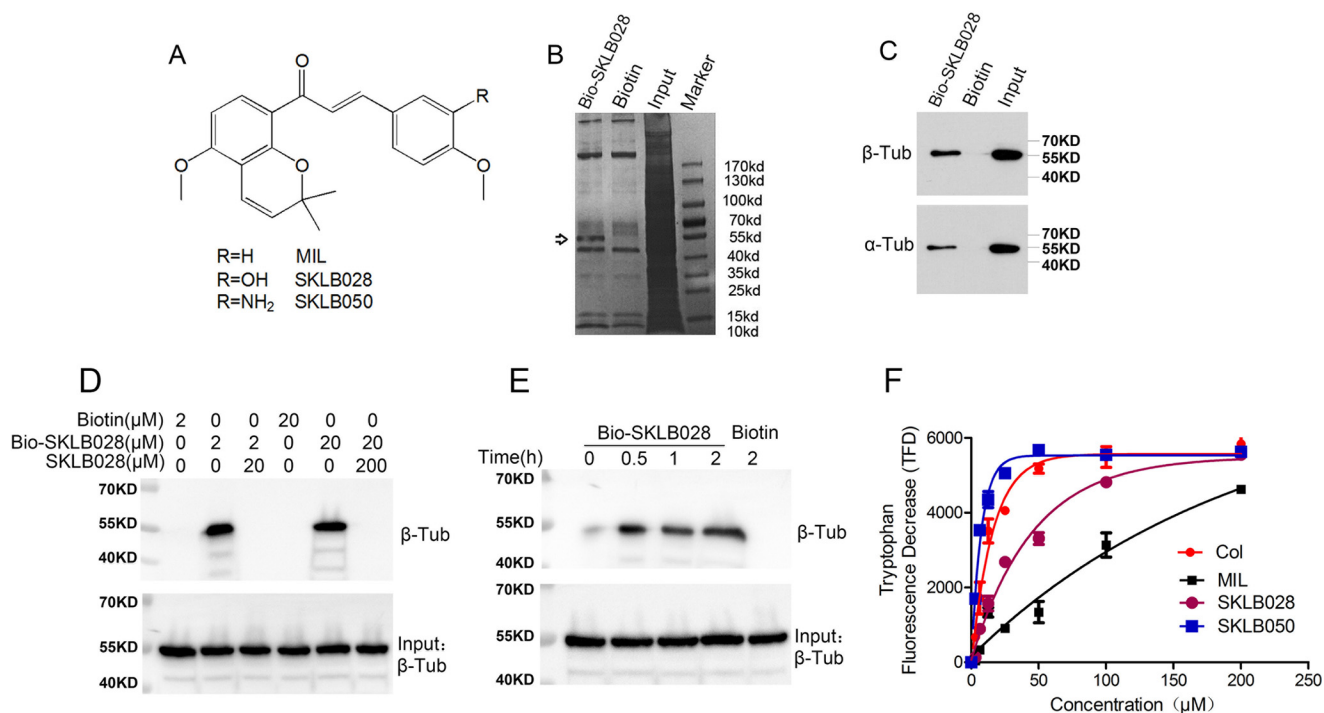 A
O
R
O
O
O
R=H MIL
R=OH SKLB028
R=NH₂ SKLB050
B
Bio-SKLB028
Biotin
Input
Marker
170kd
130kd
100kd
70kd
55kd
40kd
35kd
25kd
15kd
10kd
C
Bio-SKLB028
Biotin
Input
β-Tub
70KD
55KD
40KD
α-Tub
70KD
55KD
40KD
D
Biotin(μM) 2 0 0 20 0 0
Bio-SKLB028(μM) 0 2 2 0 20 20
SKLB028(μM) 0 0 20 0 0 200
70KD
55KD
40KD
β-Tub
70KD
55KD
40KD
Input:
β-Tub
E
Bio-SKLB028 Biotin
Time(h) 0 0.5 1 2 2
70KD
55KD
40KD
β-Tub
70KD
55KD
40KD
Input:
β-Tub
F
Tryptophan
Fluorescence Decrease (TFD)
6000
4000
2000
0
Col
MIL
SKLB028
SKLB050
0 50 100 150 200 250
Concentration (μM)